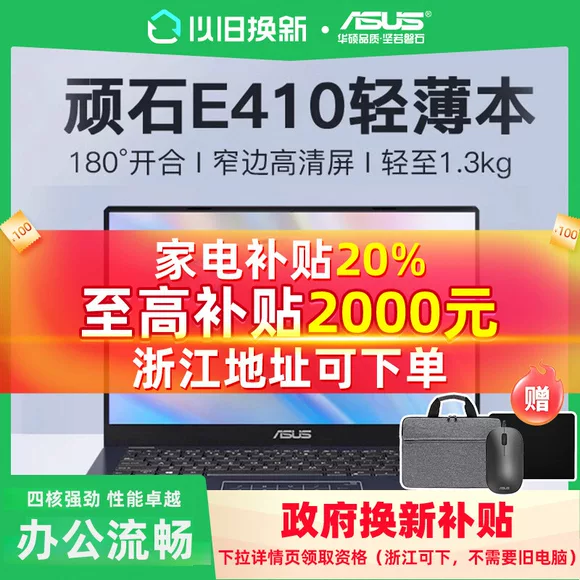 以旧换新 · ASUS
华硕品质·坚若磐石
顽石E410轻薄本
180°开合 | 窄边高清屏 | 轻至1.3kg
100
100
家电补贴20%
至高补贴2000元
浙江地址可下单
赠
ASUS
四核强劲 性能卓越
办公流畅
政府换新补贴
下拉详情页领取资格（浙江可下，不需要旧电脑）